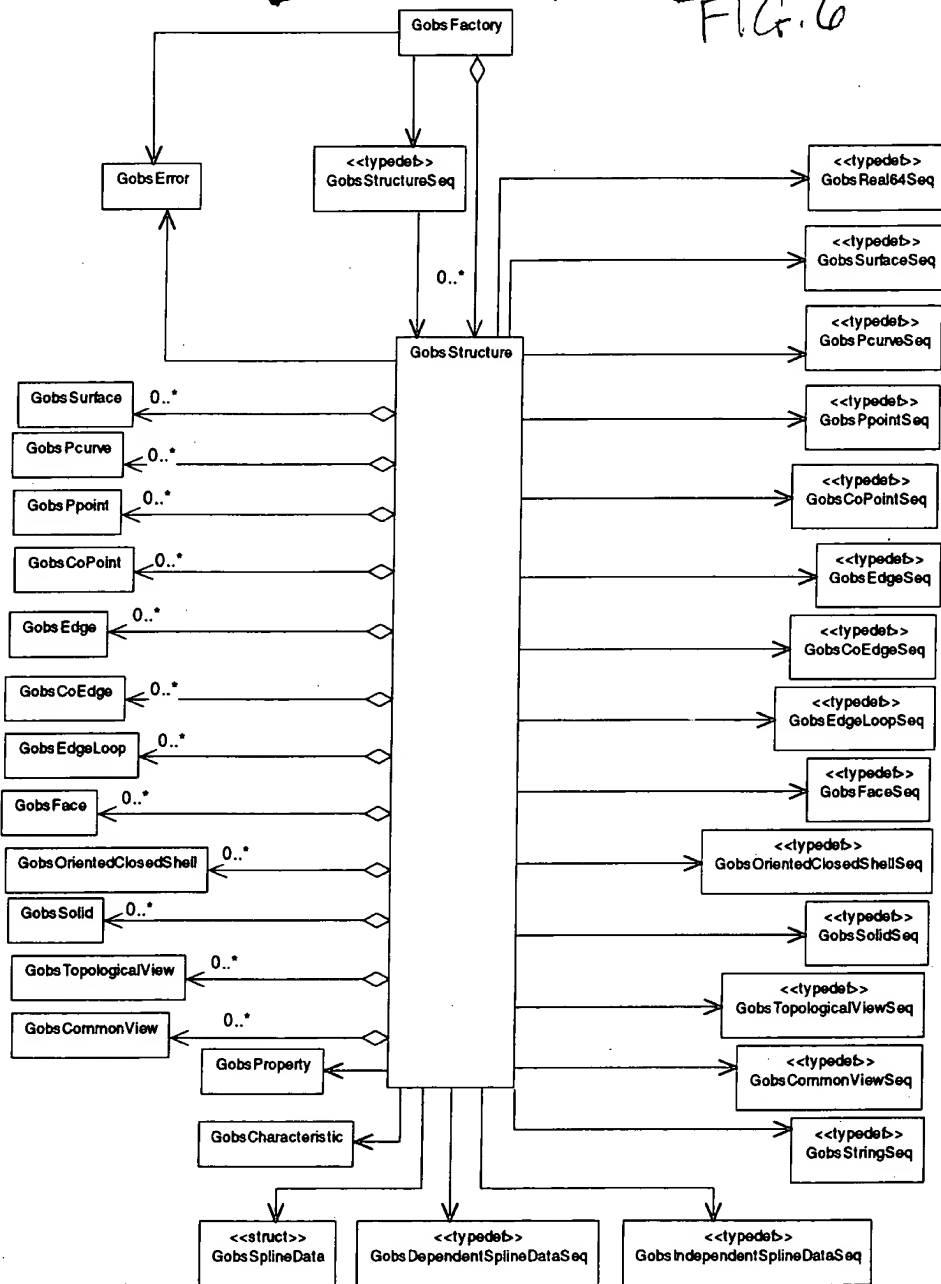 FIG. 6
GobsFactory
<<typedef>>
GobsStructureSeq
GobsError
<<typedef>>
GobsReal64Seq
<<typedef>>
GobsSurfaceSeq
0..*
GobsStructure
<<typedef>>
GobsPcurveSeq
GobsSurface
0..*
<<typedef>>
GobsPpointSeq
GobsPcurve
0..*
<<typedef>>
GobsCoPointSeq
GobsPpoint
0..*
GobsCoPoint
0..*
<<typedef>>
GobsEdgeSeq
GobsEdge
0..*
<<typedef>>
GobsCoEdgeSeq
GobsCoEdge
0..*
<<typedef>>
GobsEdgeLoopSeq
GobsEdgeLoop
0..*
<<typedef>>
GobsFaceSeq
GobsFace
0..*
<<typedef>>
GobsOrientedClosedShellSeq
GobsOrientedClosedShell
0..*
GobsSolid
0..*
<<typedef>>
GobsSolidSeq
GobsTopologicalView
0..*
<<typedef>>
GobsTopologicalViewSeq
GobsCommonView
0..*
GobsProperty
<<typedef>>
GobsCommonViewSeq
GobsCharacteristic
<<typedef>>
GobsStringSeq
<<struct>>
GobsSplineData
<<typedef>>
GobsDependentSplineDataSeq
<<typedef>>
GobsIndependentSplineDataSeq